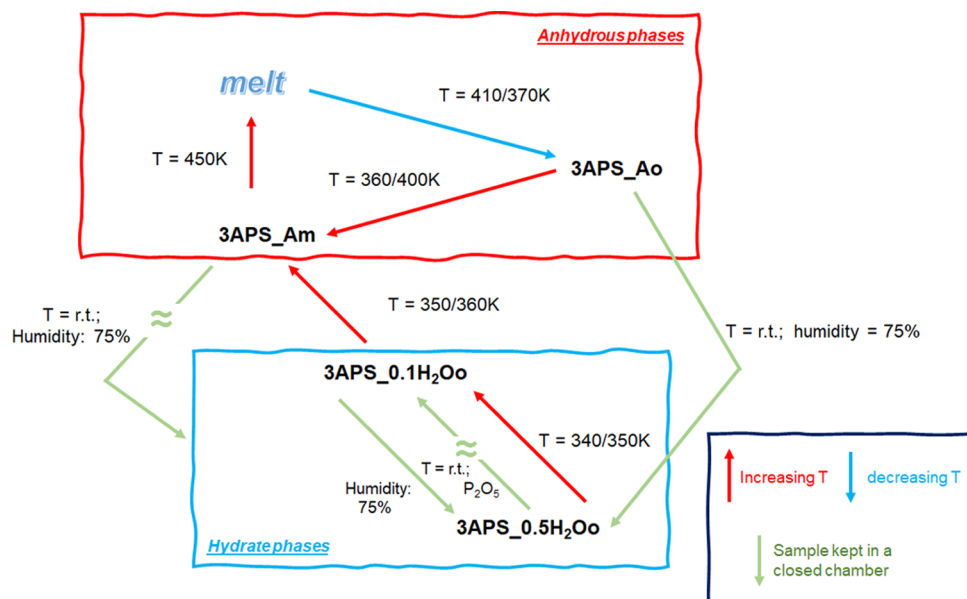 Anhydrous phases
melt
T = 410/370K
T = 450K
3APS_Ao
T = 360/400K
3APS_Am
T = 350/360K
T = r.t.;
Humidity: 75%
≈
T = r.t.; humidity = 75%
3APS_0.1H₂Oo
T = 340/350K
≈
T = r.t.;
P₂O₅
Humidity:
75%
3APS_0.5H₂Oo
Hydrate phases
Increasing T
decreasing T
Sample kept in a
closed chamber